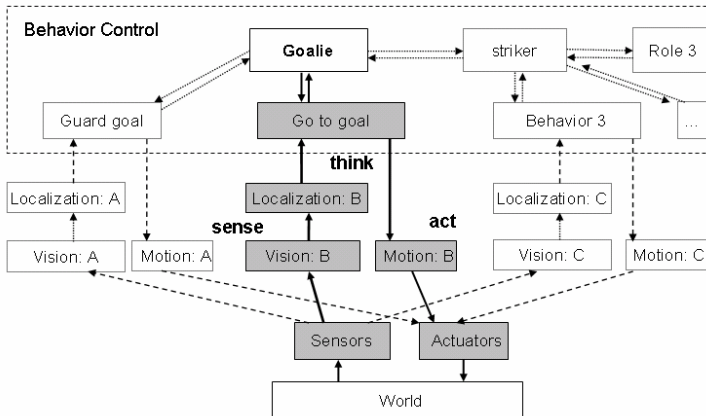 Behavior Control
Goalie
striker
Role 3
Guard goal
Go to goal
Behavior 3
...
think
Localization: A
Localization: B
Localization: C
sense
act
Vision: A
Motion: A
Vision: B
Motion: B
Vision: C
Motion: C
Sensors
Actuators
World